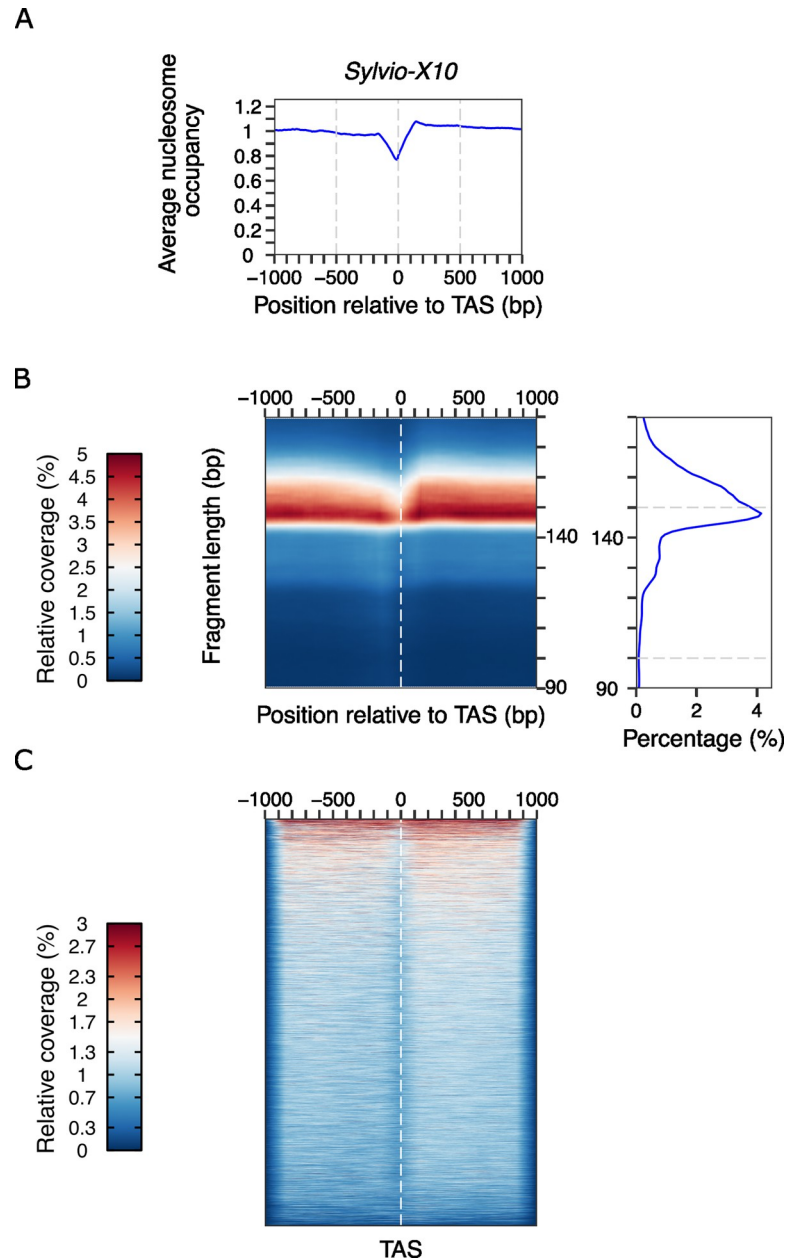 A
Sylvio-X10
Average nucleosome
occupancy
1.2
1
0.8
0.6
0.4
0.2
0
−1000 −500 0 500 1000
Position relative to TAS (bp)
B
−1000 −500 0 500 1000
Relative coverage (%)
5
4.5
4
3.5
3
2.5
2
1.5
1
0.5
0
Fragment length (bp)
140
90
Position relative to TAS (bp)
140
90
0 2 4
Percentage (%)
C
−1000 −500 0 500 1000
Relative coverage (%)
3
2.7
2.3
2
1.7
1.3
1
0.7
0.3
0
TAS